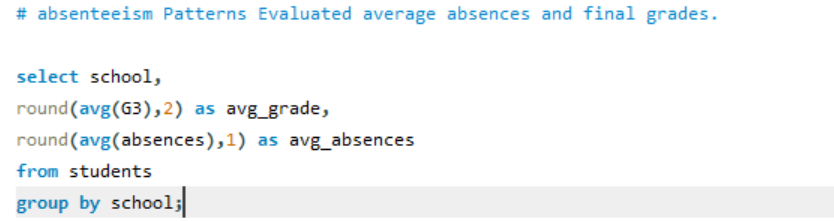 # absenteeism Patterns Evaluated average absences and final grades.
select school,
round(avg(G3),2) as avg_grade,
round(avg(absences),1) as avg_absences
from students
group by school;